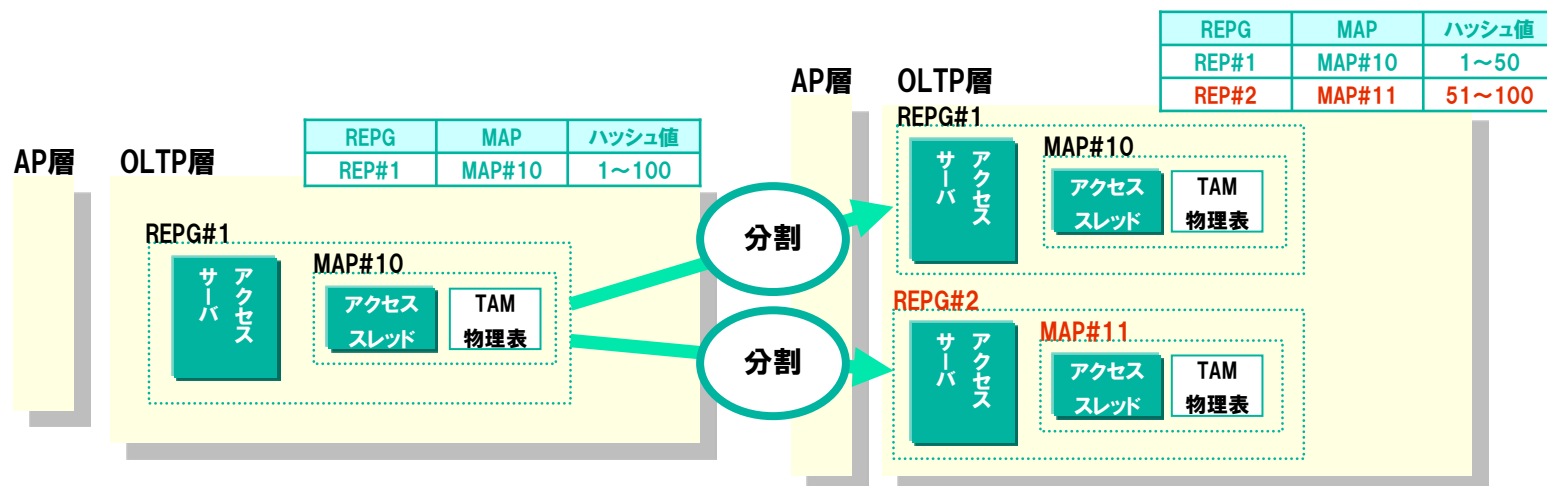 AP層
OLTP層
REPG MAP ハッシュ値
REP#1 MAP#10 1~100
REPG#1
アクセス
サーバ
MAP#10
アクセス
スレッド
TAM
物理表
分割
分割
AP層
OLTP層
REPG MAP ハッシュ値
REP#1 MAP#10 1~50
REP#2 MAP#11 51~100
REPG#1
アクセス
サーバ
MAP#10
アクセス
スレッド
TAM
物理表
REPG#2
アクセス
サーバ
MAP#11
アクセス
スレッド
TAM
物理表